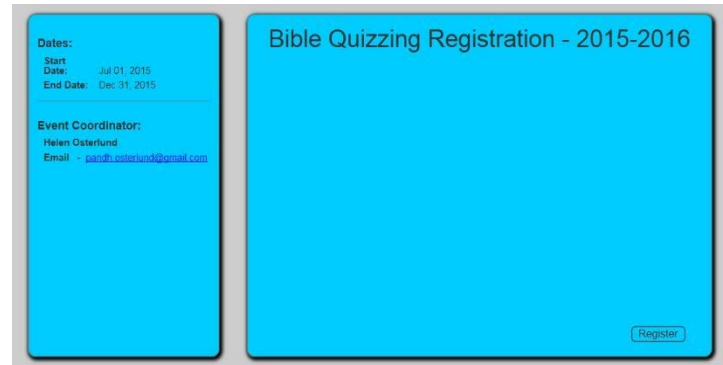 Dates:
Start
Date: Jul 01, 2015
End Date: Dec 31, 2015
Event Coordinator:
Helen Osterlund
Email - pandh.osterlund@gmail.com
Bible Quizzing Registration - 2015-2016
Register